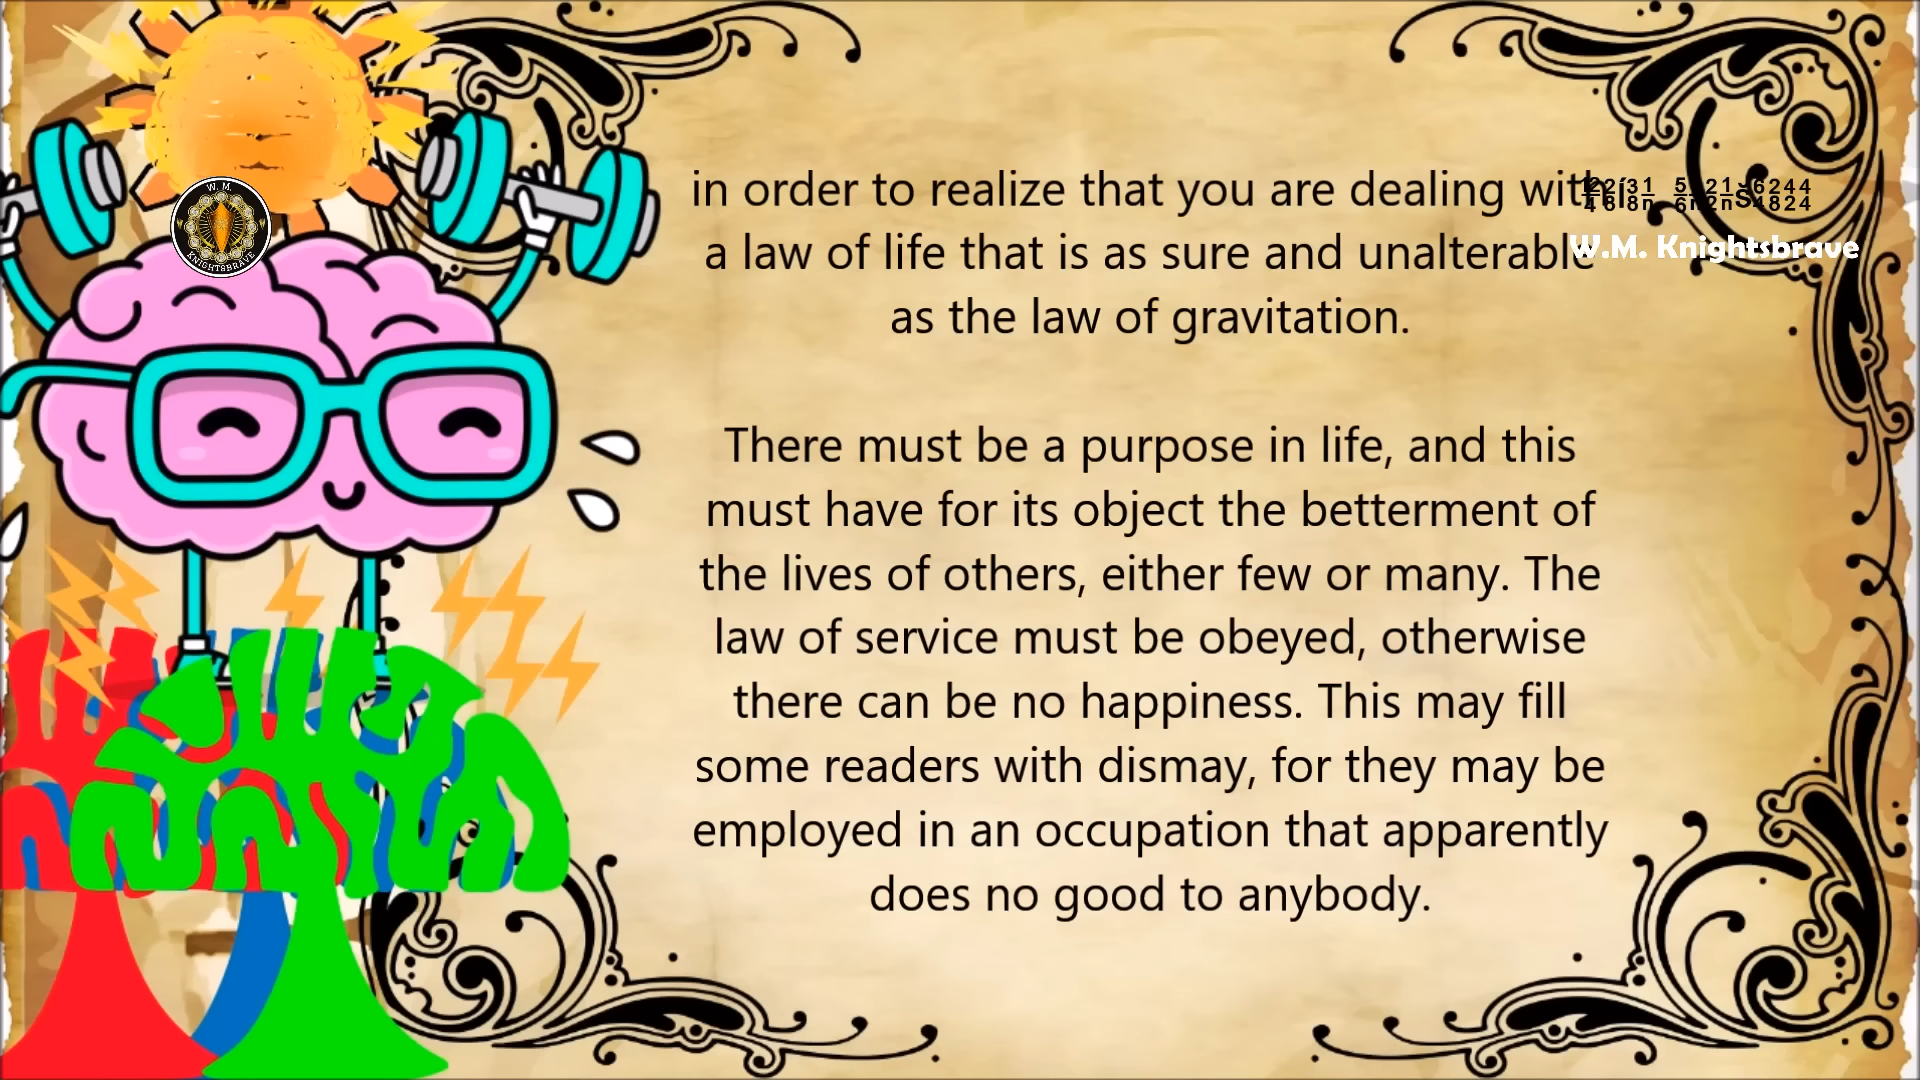 in order to realize that you are dealing with
a law of life that is as sure and unalterable
as the law of gravitation.
There must be a purpose in life, and this
must have for its object the betterment of
the lives of others, either few or many. The
law of service must be obeyed, otherwise
there can be no happiness. This may fill
some readers with dismay, for they may be
employed in an occupation that apparently
does no good to anybody.
W.M. Knightsbrave
W. M.
KNIGHTSBRAVE